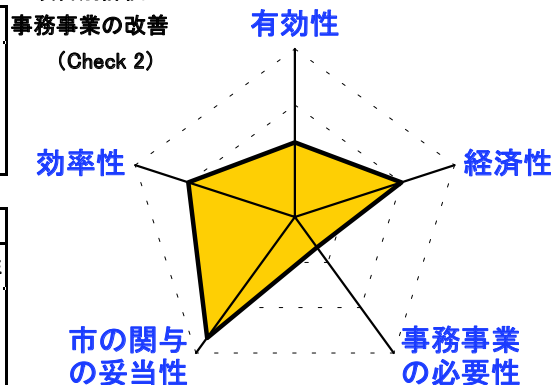 事務事業の改善
（Check 2）
有効性
効率性
経済性
市の関与
の妥当性
事務事業
の必要性